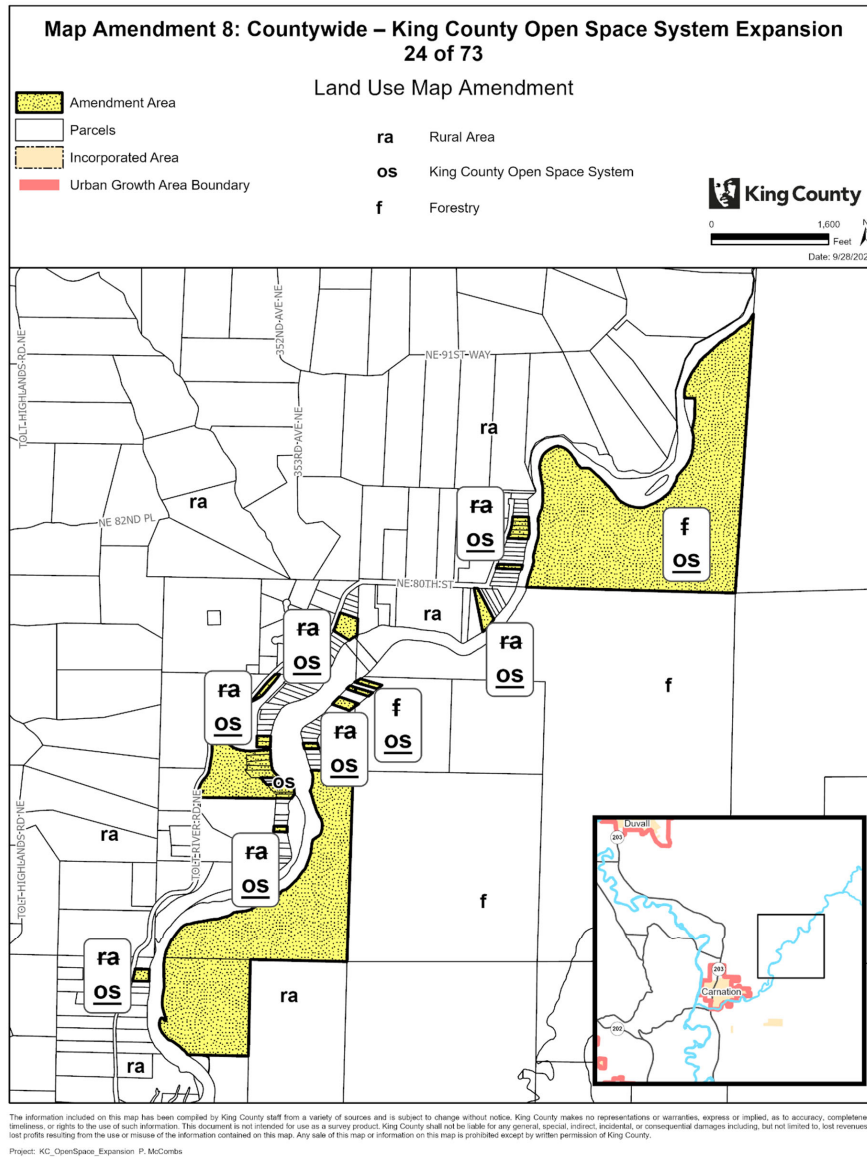 Map Amendment 8: Countywide – King County Open Space System Expansion
24 of 73
Land Use Map Amendment
Amendment Area
Parcels
Incorporated Area
Urban Growth Area Boundary
ra Rural Area
os King County Open Space System
f Forestry
King County
0 1,600
Feet
N
Date: 9/28/202
TOLT HIGHLANDS RD NE
352ND AVE NE
NE 91ST WAY
353RD AVE NE
ra
ra
NE 82ND PL
ra
os
f
os
NE 80TH ST
ra
ra
os
ra
os
f
ra
os
f
os
ra
os
os
TOLT HIGHLANDS RD NE
TOLT RIVER RD NE
ra
ra
os
f
ra
os
ra
ra
Duvall
203
203
Carnation
202
The information included on this map has been compiled by King County staff from a variety of sources and is subject to change without notice. King County makes no representations or warranties, express or implied, as to accuracy, completene
timeliness, or rights to the use of such information. This document is not intended for use as a survey product. King County shall not be liable for any general, special, indirect, incidental, or consequential damages including, but not limited to, lost revenues
lost profits resulting from the use or misuse of the information contained on this map. Any sale of this map or information on this map is prohibited except by written permission of King County.
Project: KC_OpenSpace_Expansion P. McCombs